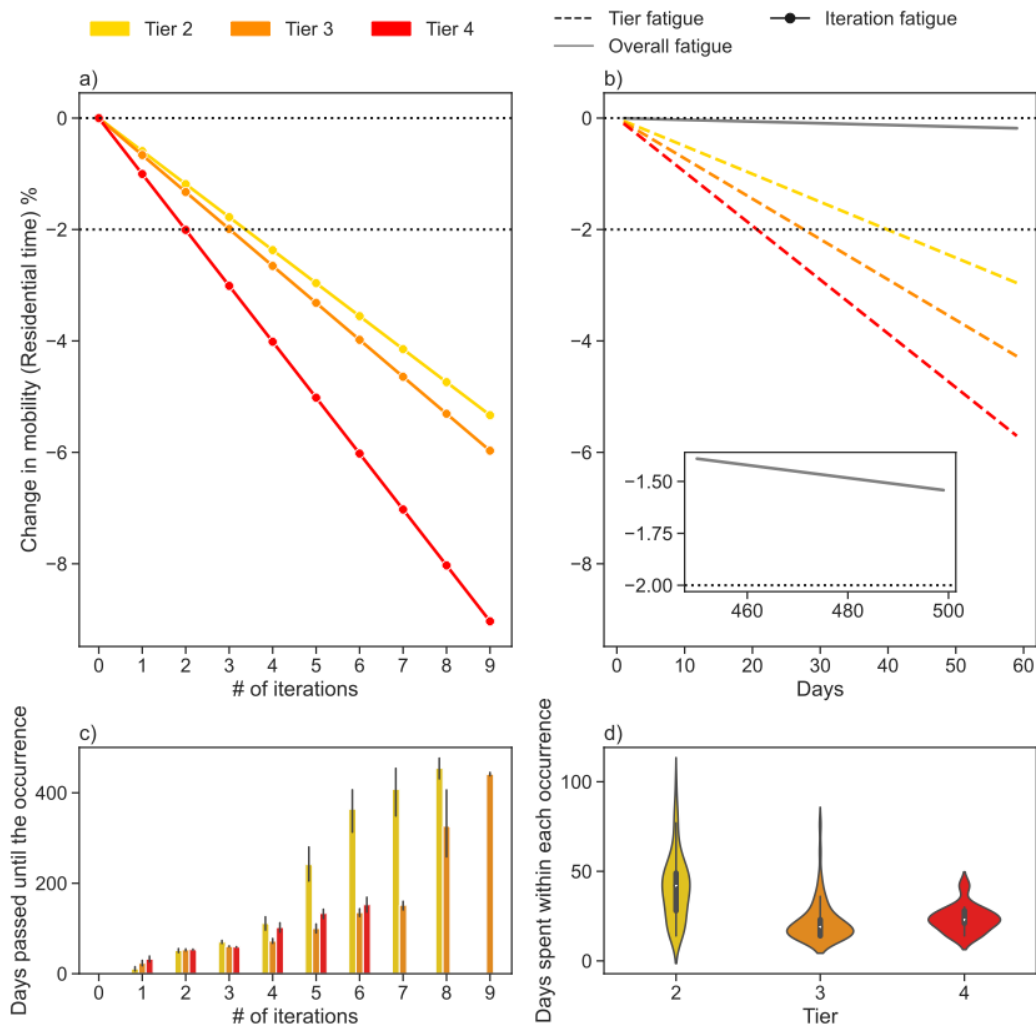 Tier 2
Tier 3
Tier 4
Tier fatigue
Iteration fatigue
Overall fatigue
a)
Change in mobility (Residential time) %
0
−2
−4
−6
−8
0 1 2 3 4 5 6 7 8 9
# of iterations
b)
0
−2
−4
−6
−8
−1.50
−1.75
−2.00
460 480 500
0 10 20 30 40 50 60
Days
c)
Days passed until the occurrence
400
200
0
0 1 2 3 4 5 6 7 8 9
# of iterations
d)
Days spent within each occurrence
100
50
0
2 3 4
Tier